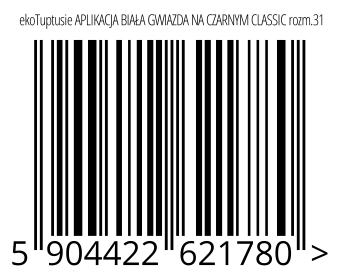 ekoTuptusie APLIKACJA BIAŁA GWIAZDA NA CZARNYM CLASSIC rozm.31
5 904422 621780 >